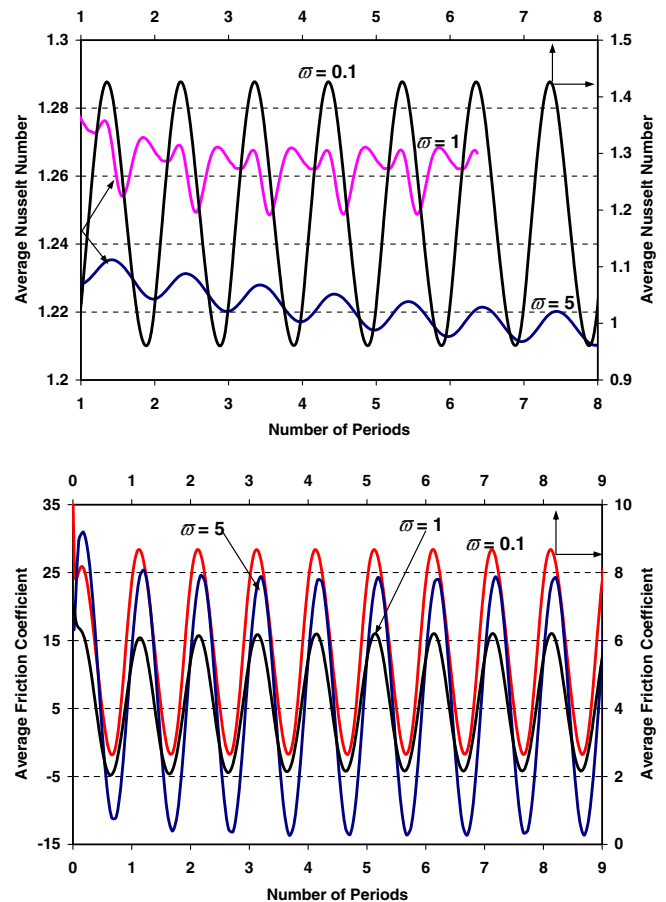 1 2 3 4 5 6 7 8
1.3 1.5
ϖ = 0.1
1.28 1.4
ϖ = 1
1.26 1.3
1.2
1.24 1.1
ϖ = 5
1.22 1
1.2 0.9
Average Nusselt Number
Average Nusselt Number
1 2 3 4 5 6 7 8
Number of Periods
0 1 2 3 4 5 6 7 8 9
35 10
ϖ = 5
ϖ = 1
ϖ = 0.1
25 8
15 6
5 4
-5 2
-15 0
Average Friction Coefficient
Average Friction Coefficient
0 1 2 3 4 5 6 7 8 9
Number of Periods